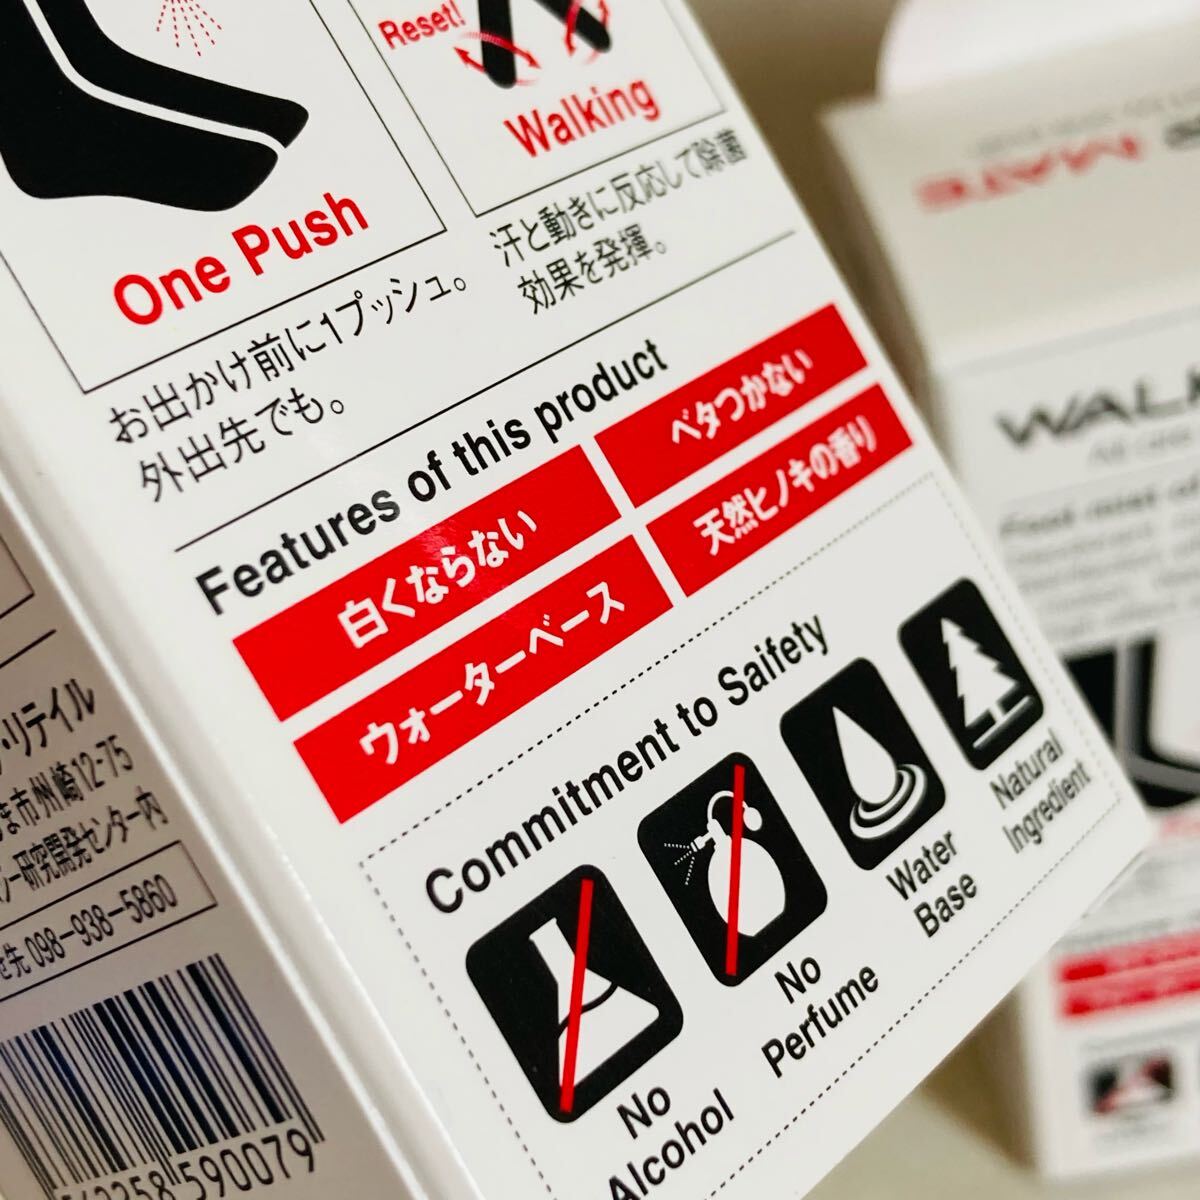 Reset!
Walking
汗と動きに反応して除菌
効果を発揮。
One Push
お出かけ前に1プッシュ。
外出先でも。
Features of this product
白くならない
ベタつかない
ウォーターベース
天然ヒノキの香り
Commitment to Saifety
No
Alcohol
No
Perfume
Water
Base
Natural
Ingredient
リテイル
ま市州崎12-75
研究開発センター内
先 098-938-5860
590079
MATE
WALK